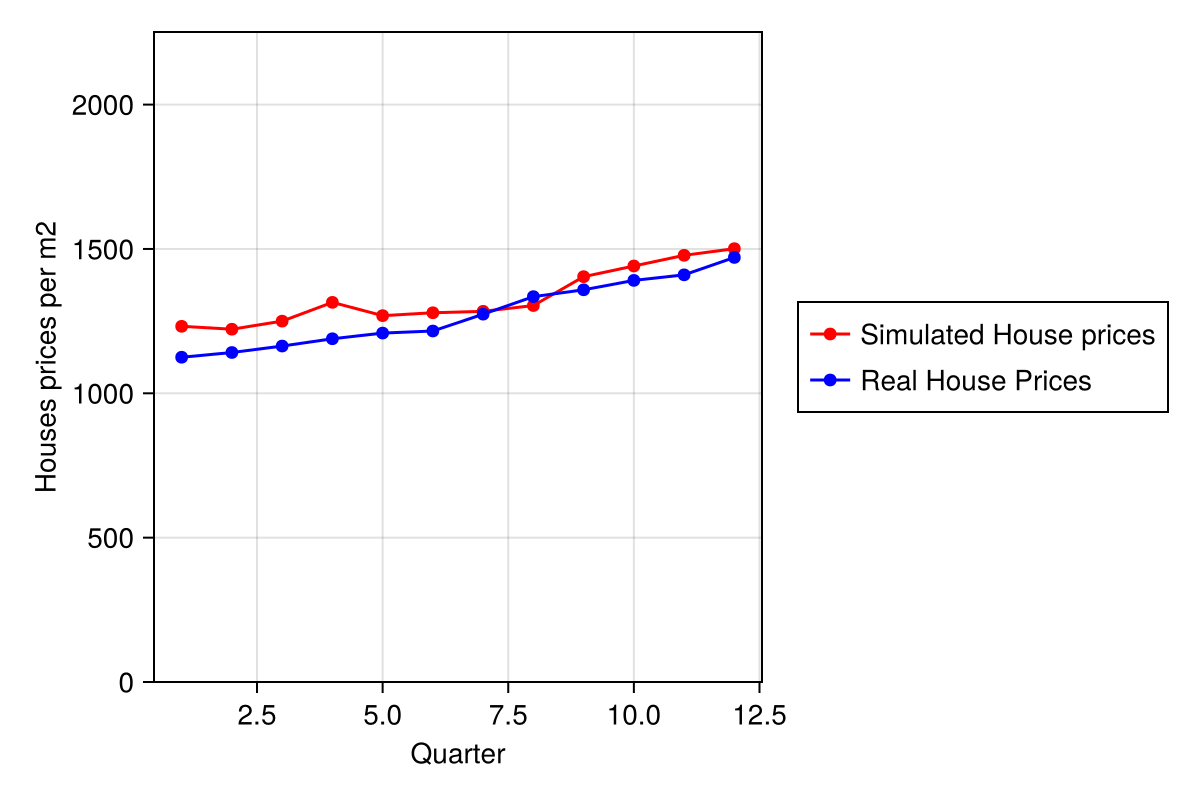 2000
1500
1000
500
0
Houses prices per m2
2.5 5.0 7.5 10.0 12.5
Quarter
Simulated House prices
Real House Prices